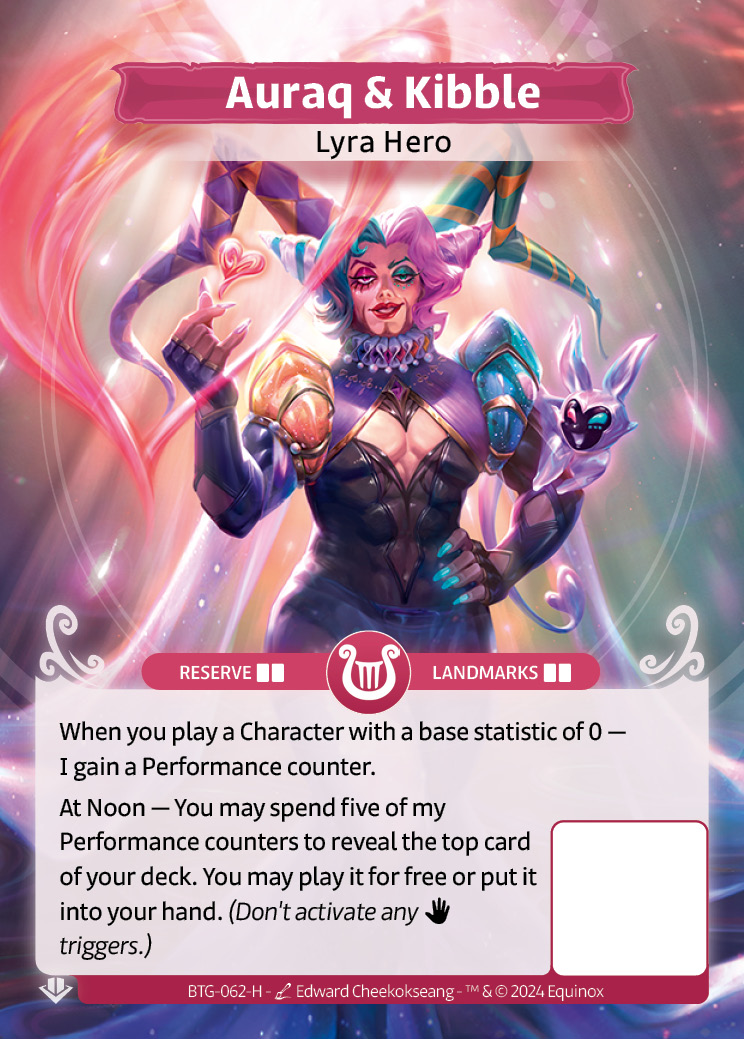 Auraq & Kibble
Lyra Hero
RESERVE
LANDMARKS
When you play a Character with a base statistic of 0 —
I gain a Performance counter.
At Noon — You may spend five of my
Performance counters to reveal the top card
of your deck. You may play it for free or put it
into your hand. (Don't activate any
triggers.)
BTG-062-H - Edward Cheekokseang - ™ & © 2024 Equinox